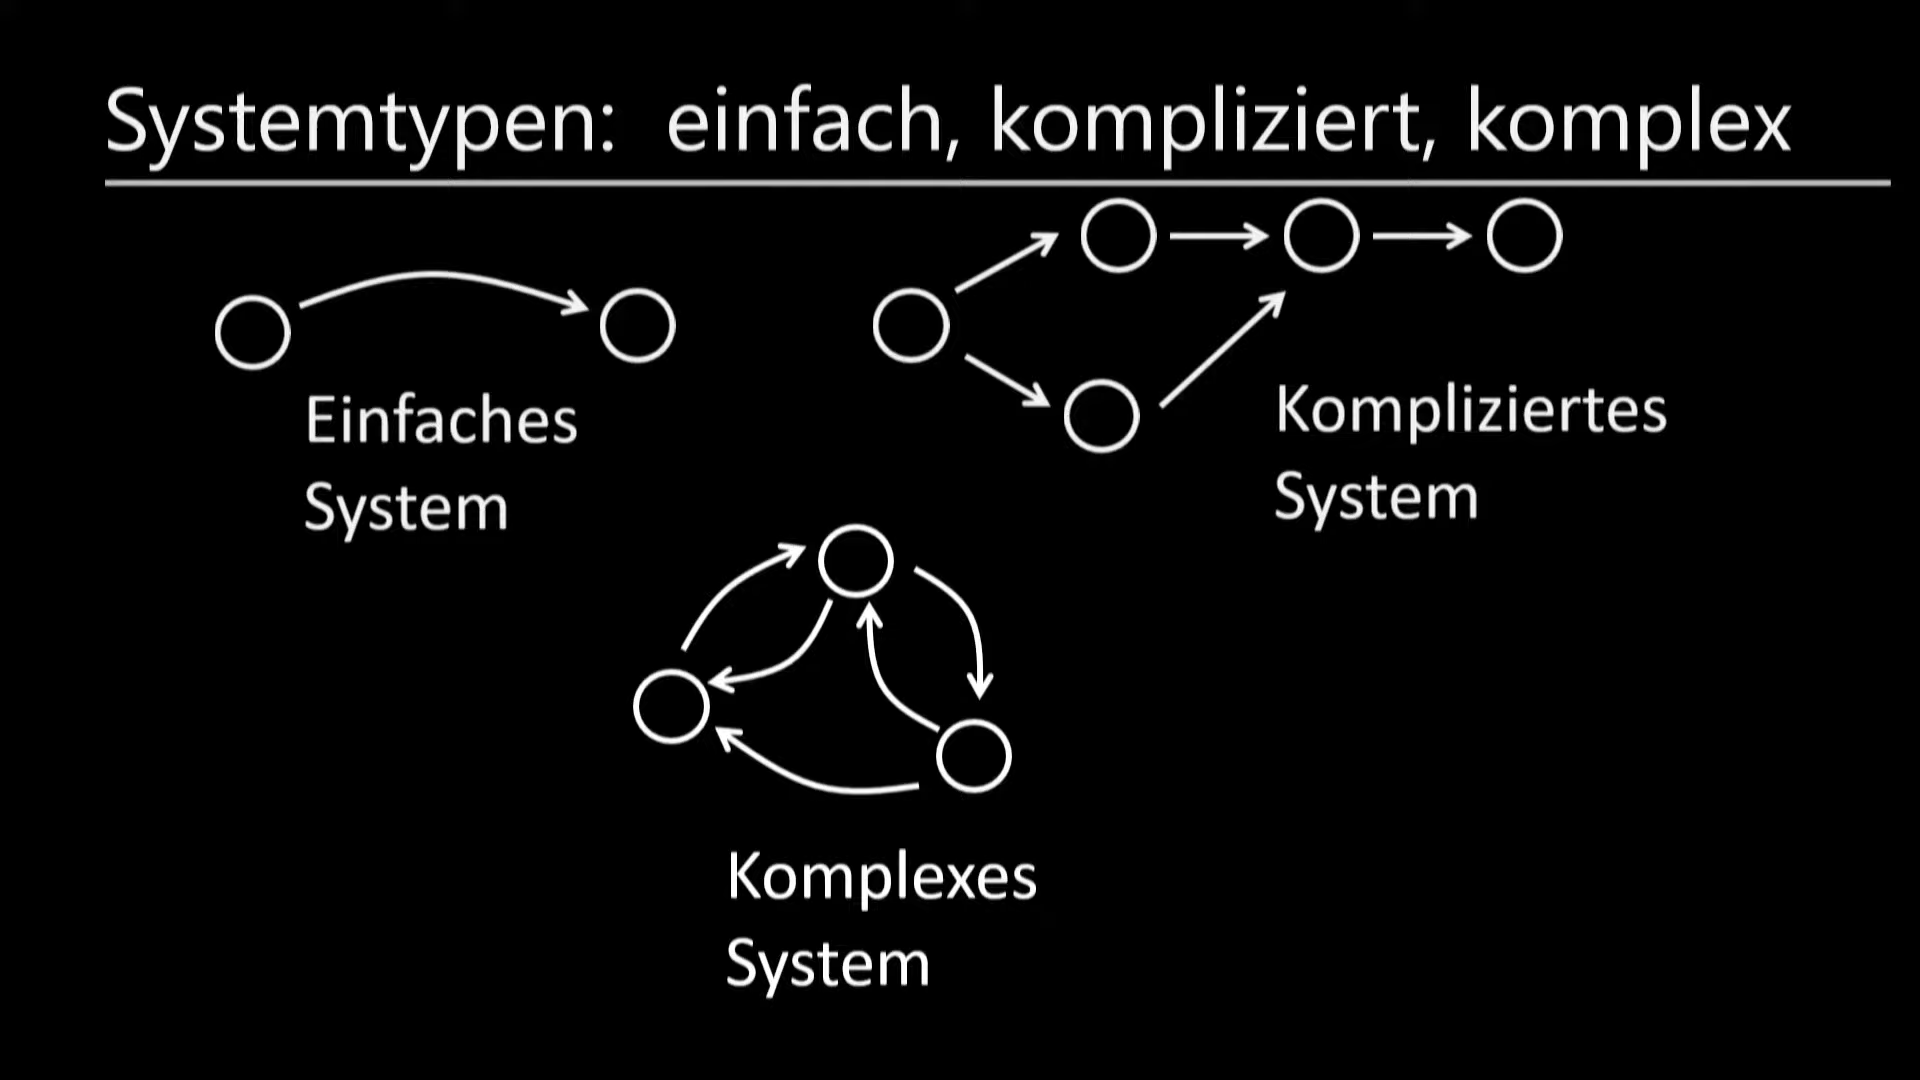 Systemtypen: einfach, kompliziert, komplex
Einfaches
System
Kompliziertes
System
Komplexes
System